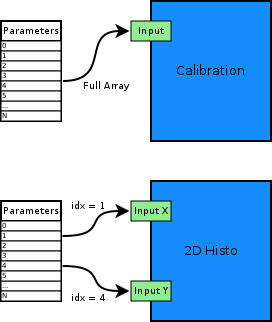 Parameters
0
1
2
3
4
5
...
N
Full Array
Input
Calibration
Parameters
0
1
2
3
4
5
...
N
idx = 1
idx = 4
Input X
Input Y
2D Histo